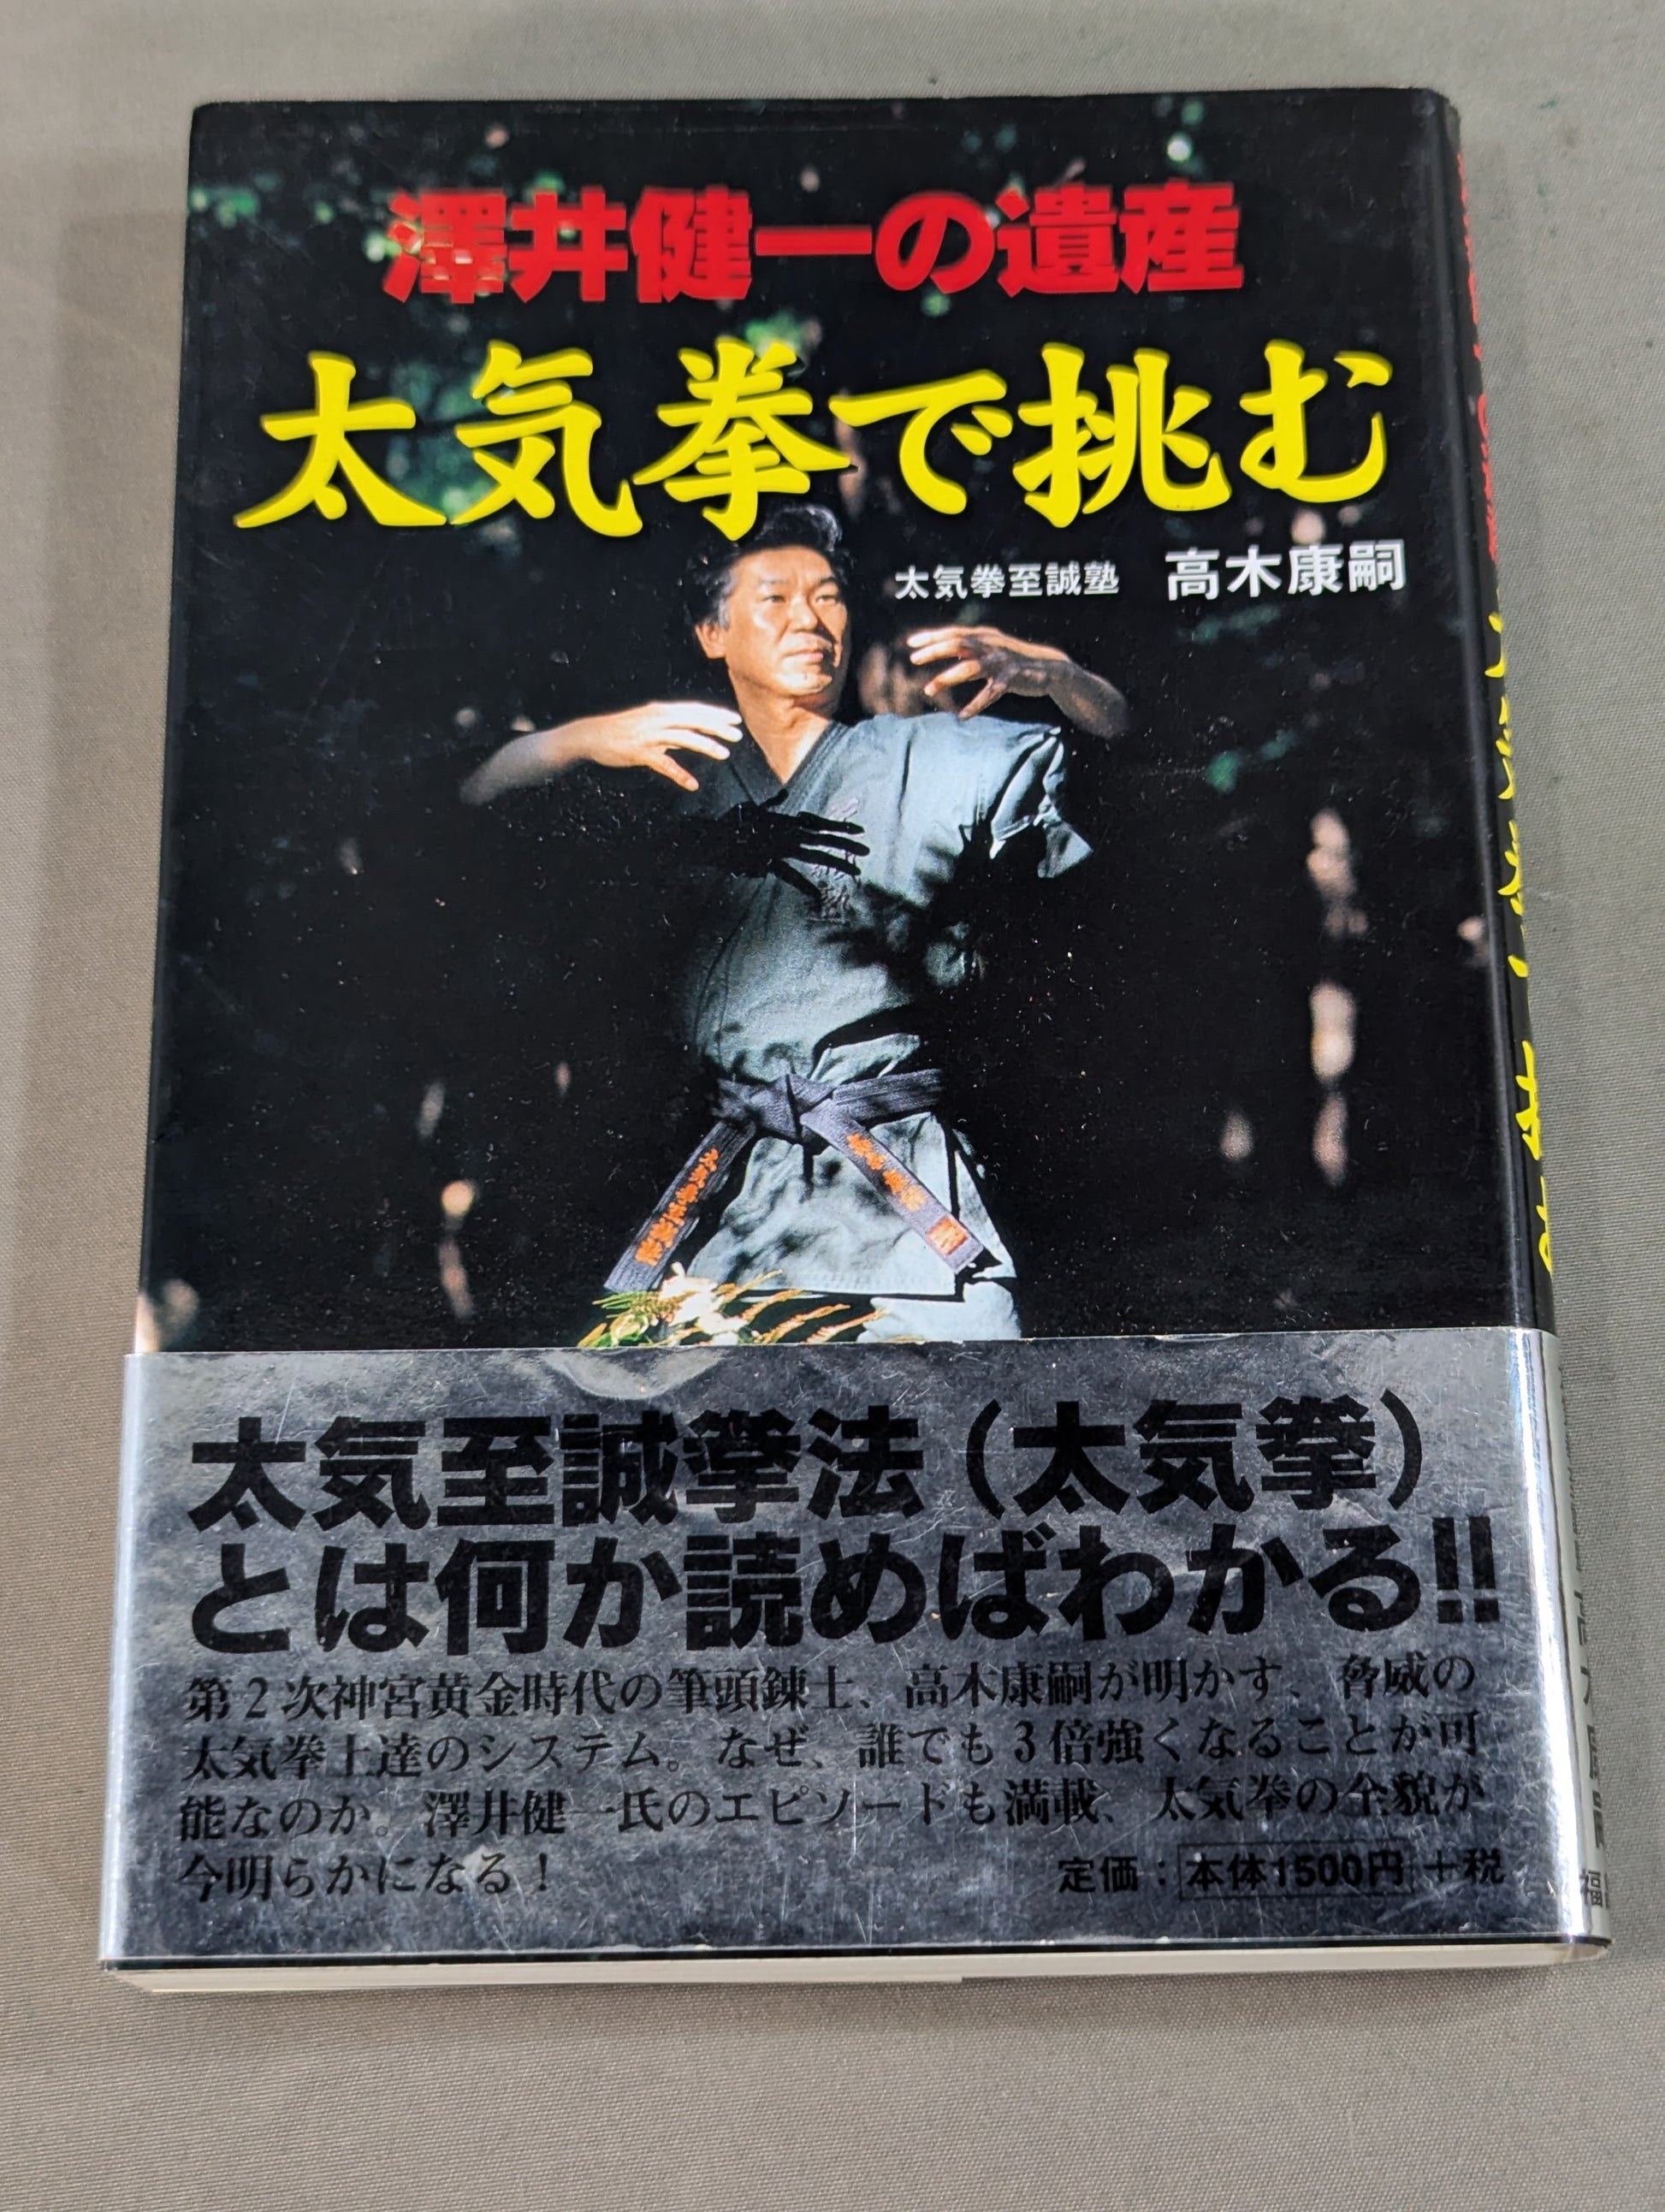 澤井健一の遺産
太気拳で挑む
太気拳至誠塾 高木康嗣
太気至誠拳法（太気拳）
とは何か読めばわかる!!
第2次神宮黄金時代の筆頭錬士、高木康嗣が明かす、脅威の
太気拳上達のシステム。なぜ、誰でも3倍強くなることが可
能なのか。澤井健一氏のエピソードも満載、太気拳の全貌が
今明らかになる！
定価：本体1500円＋税